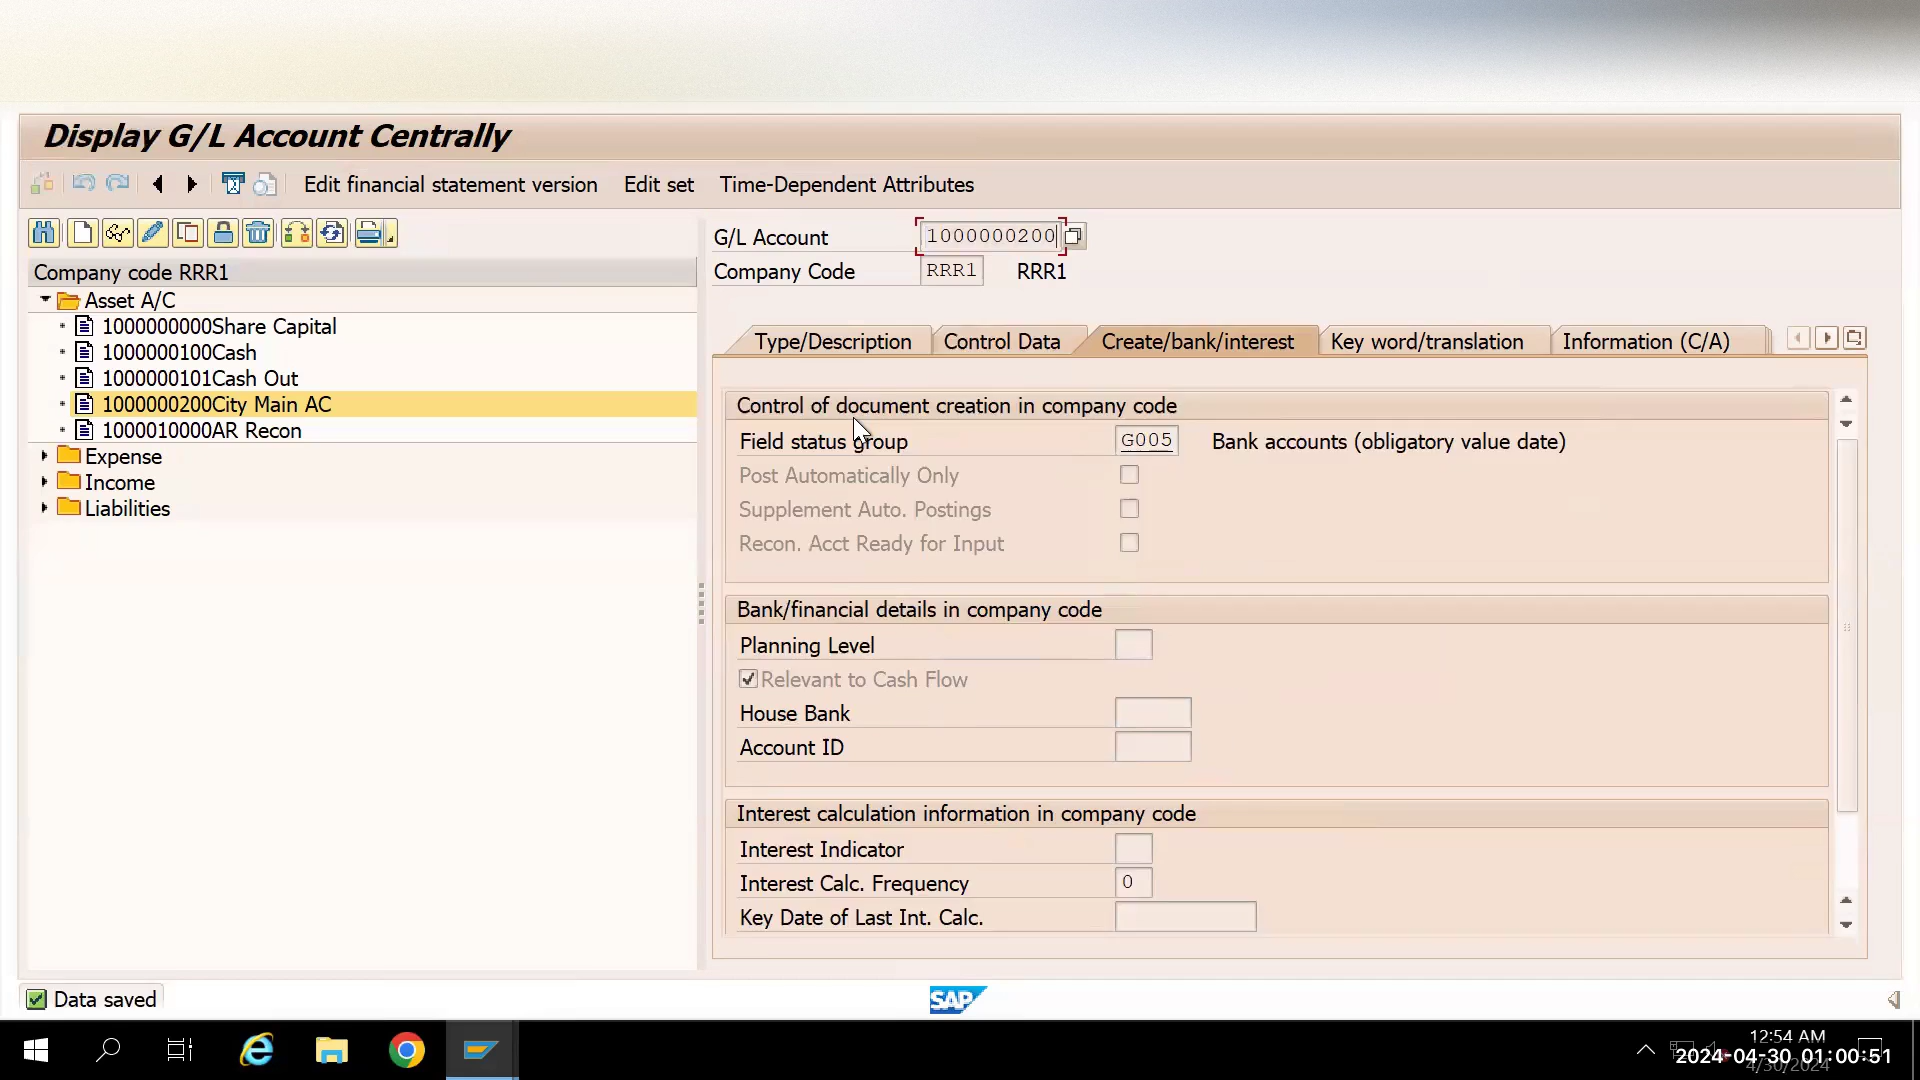 Display G/L Account Centrally
Edit financial statement version Edit set Time-Dependent Attributes
G/L Account 1000000200
Company Code RRR1 RRR1
Company code RRR1
Asset A/C
1000000000Share Capital
1000000100Cash
1000000101Cash Out
1000000200City Main AC
1000010000AR Recon
Expense
Income
Liabilities
Type/Description Control Data Create/bank/interest Key word/translation Information (C/A)
Control of document creation in company code
Field status group G005 Bank accounts (obligatory value date)
Post Automatically Only
Supplement Auto. Postings
Recon. Acct Ready for Input
Bank/financial details in company code
Planning Level
Relevant to Cash Flow
House Bank
Account ID
Interest calculation information in company code
Interest Indicator
Interest Calc. Frequency 0
Key Date of Last Int. Calc.
Data saved
SAP
12:54 AM
2024-04-30 01:00:51
4/30/2024